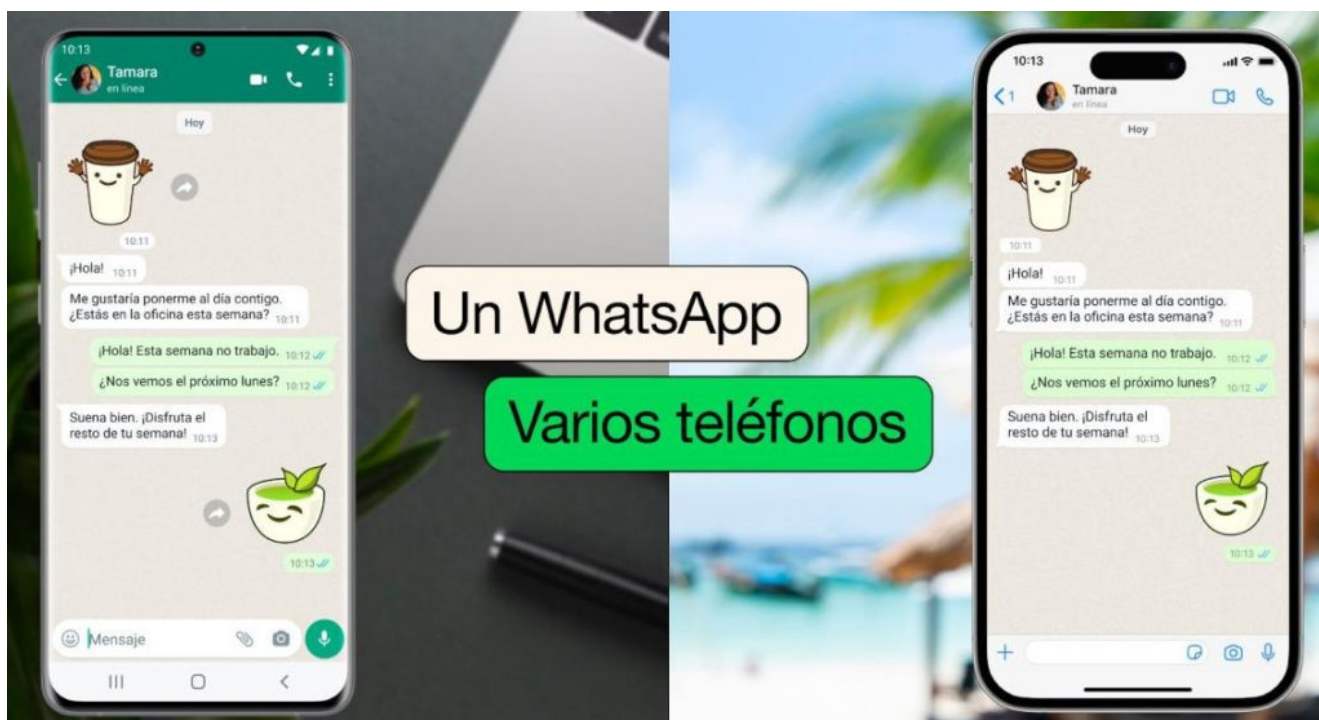 10:13
Tamara
en línea
Hoy
10:11
¡Hola! 10:11
Me gustaría ponerme al día contigo.
¿Estás en la oficina esta semana? 10:11
¡Hola! Esta semana no trabajo. 10:12
¿Nos vemos el próximo lunes? 10:12
Suena bien. ¡Disfruta el
resto de tu semana! 10:13
10:13
Mensaje
Un WhatsApp
Varios teléfonos
10:13
1
Tamara
en línea
Hoy
10:11
¡Hola! 10:11
Me gustaría ponerme al día contigo.
¿Estás en la oficina esta semana? 10:11
¡Hola! Esta semana no trabajo. 10:12
¿Nos vemos el próximo lunes? 10:12
Suena bien. ¡Disfruta el
resto de tu semana! 10:13
10:13